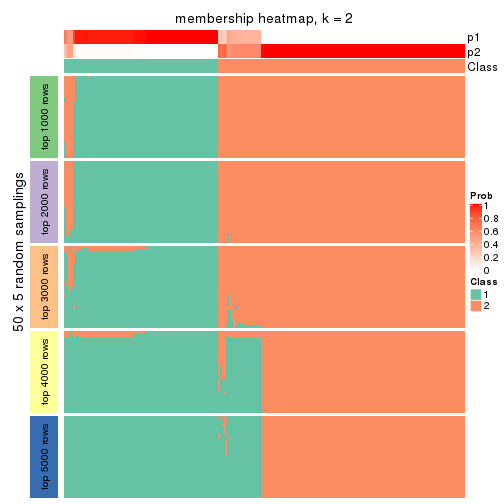 membership heatmap, k = 2
p1
p2
Class
50 x 5 random samplings
top 1000 rows
top 2000 rows
top 3000 rows
top 4000 rows
top 5000 rows
Prob
1
0.8
0.6
0.4
0.2
0
Class
1
2